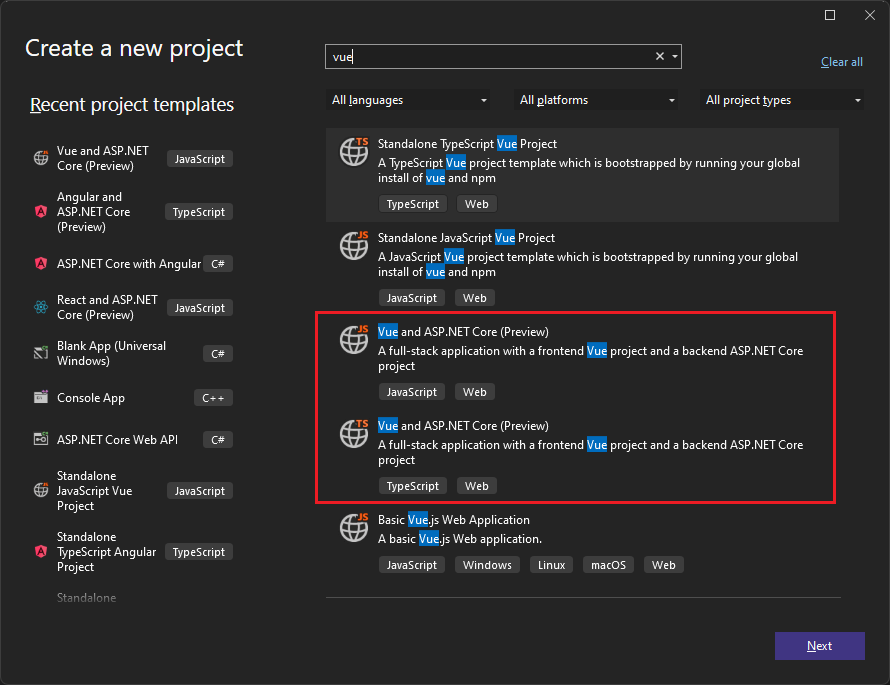 Create a new project
vue
Clear all
Recent project templates
All languages
All platforms
All project types
Vue and ASP.NET
Core (Preview)
JavaScript
Angular and
ASP.NET Core
(Preview)
TypeScript
ASP.NET Core with Angular
C#
React and ASP.NET
Core (Preview)
JavaScript
Blank App (Universal
Windows)
C#
Console App
C++
ASP.NET Core Web API
C#
Standalone
JavaScript Vue
Project
JavaScript
Standalone
TypeScript Angular
Project
TypeScript
Standalone
TS
Standalone TypeScript Vue Project
A TypeScript Vue project template which is bootstrapped by running your global
install of vue and npm
TypeScript
Web
JS
Standalone JavaScript Vue Project
A JavaScript Vue project template which is bootstrapped by running your global
install of vue and npm
JavaScript
Web
JS
Vue and ASP.NET Core (Preview)
A full-stack application with a frontend Vue project and a backend ASP.NET Core
project
JavaScript
Web
TS
Vue and ASP.NET Core (Preview)
A full-stack application with a frontend Vue project and a backend ASP.NET Core
project
TypeScript
Web
JS
Basic Vue.js Web Application
A basic Vue.js Web application.
JavaScript
Windows
Linux
macOS
Web
Next